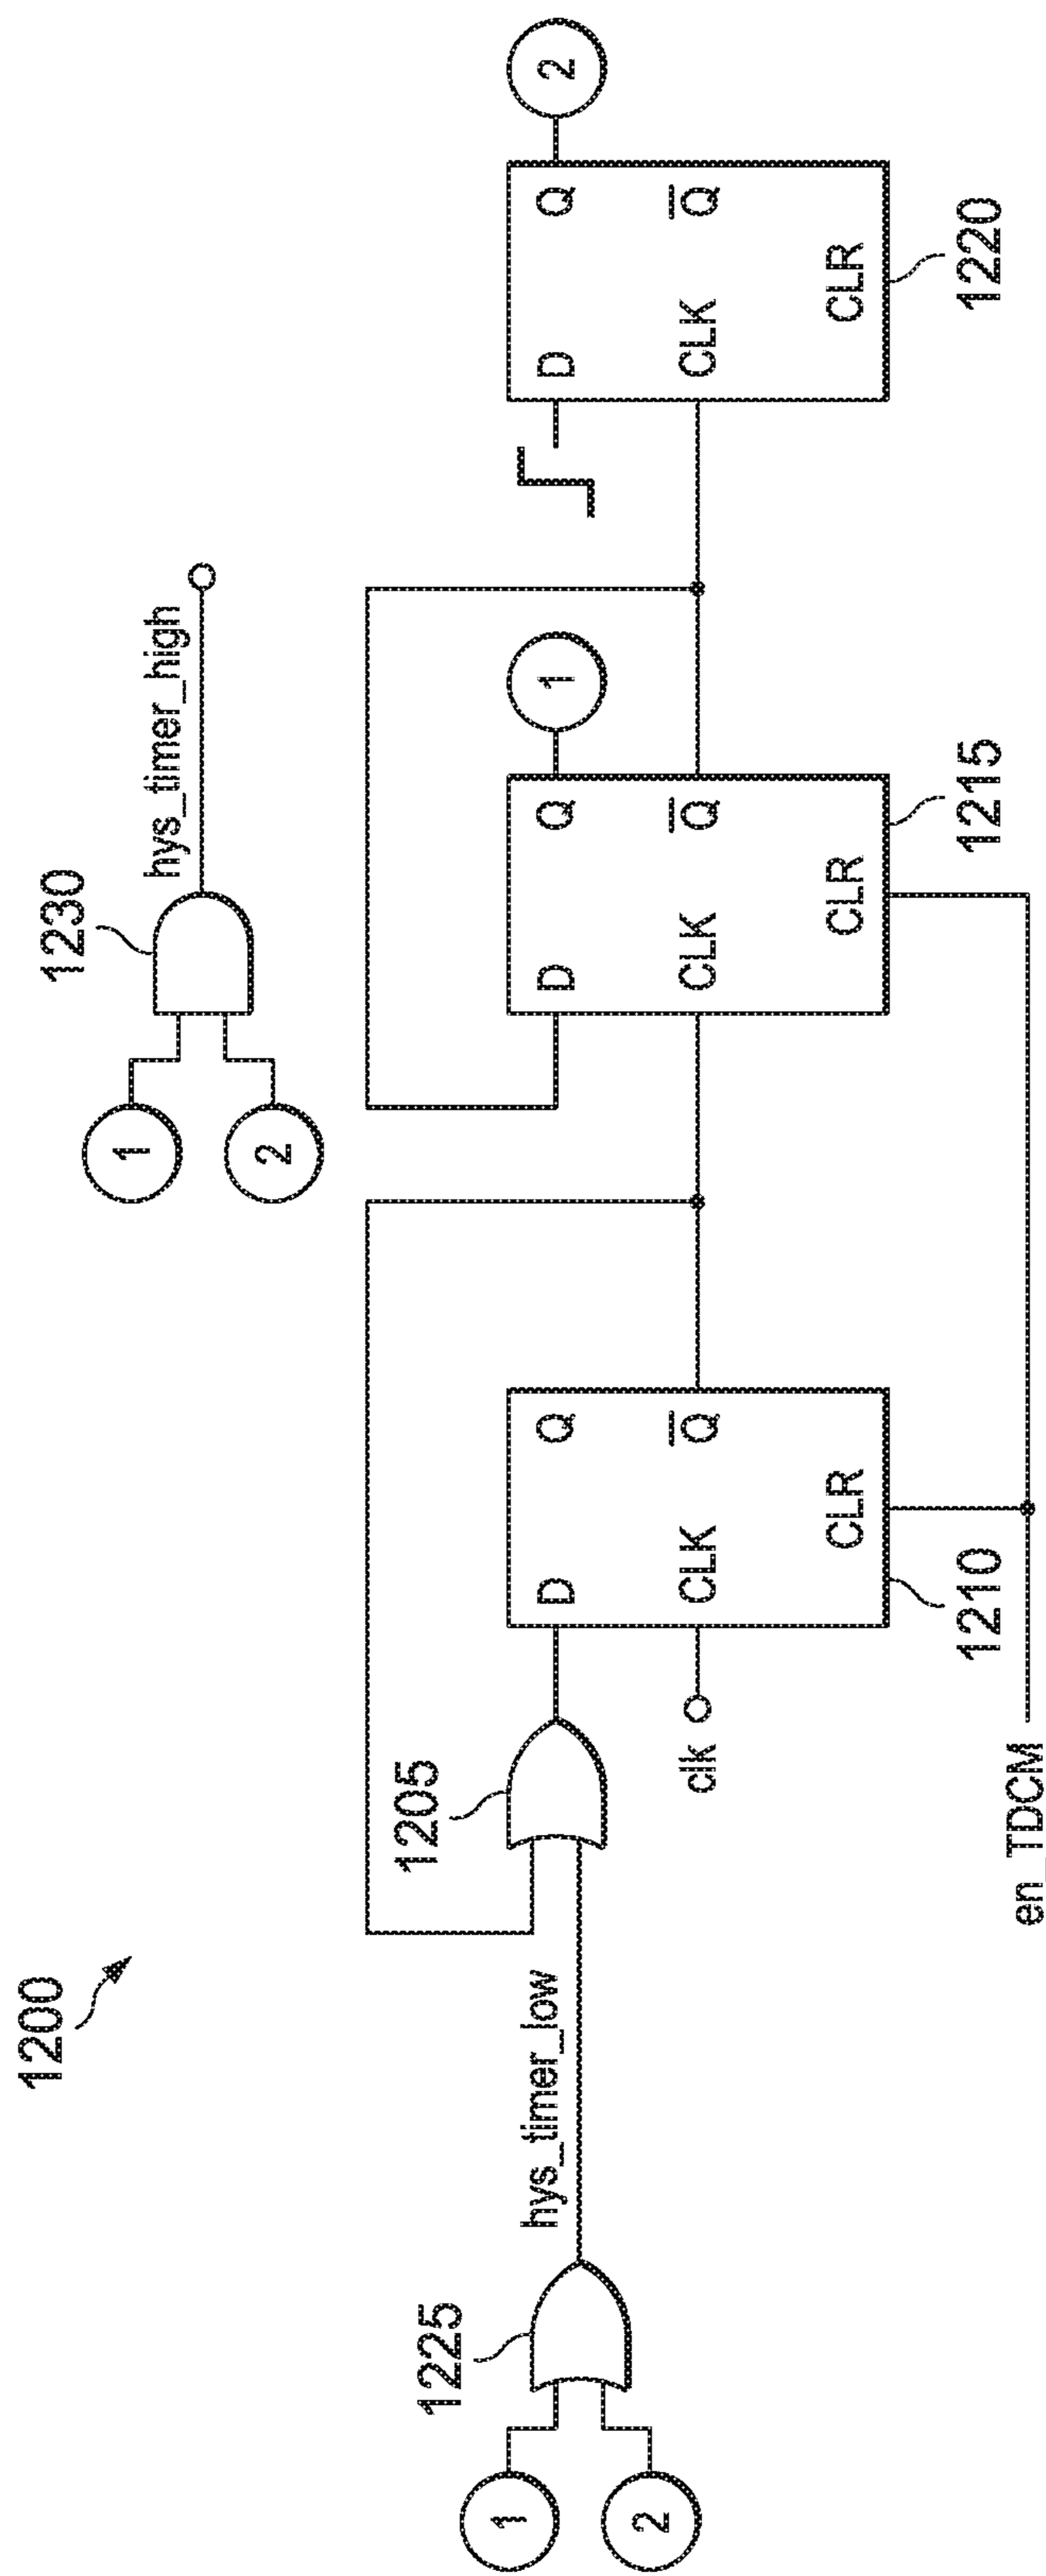 1200
1230
1
2
hys_timer_high
1225
1
2
hys_timer_low
1205
D
Q
CLK
Q
CLR
1210
clk
en_TDCM
D
Q
1
CLK
Q
CLR
1215
D
Q
2
CLK
Q
CLR
1220